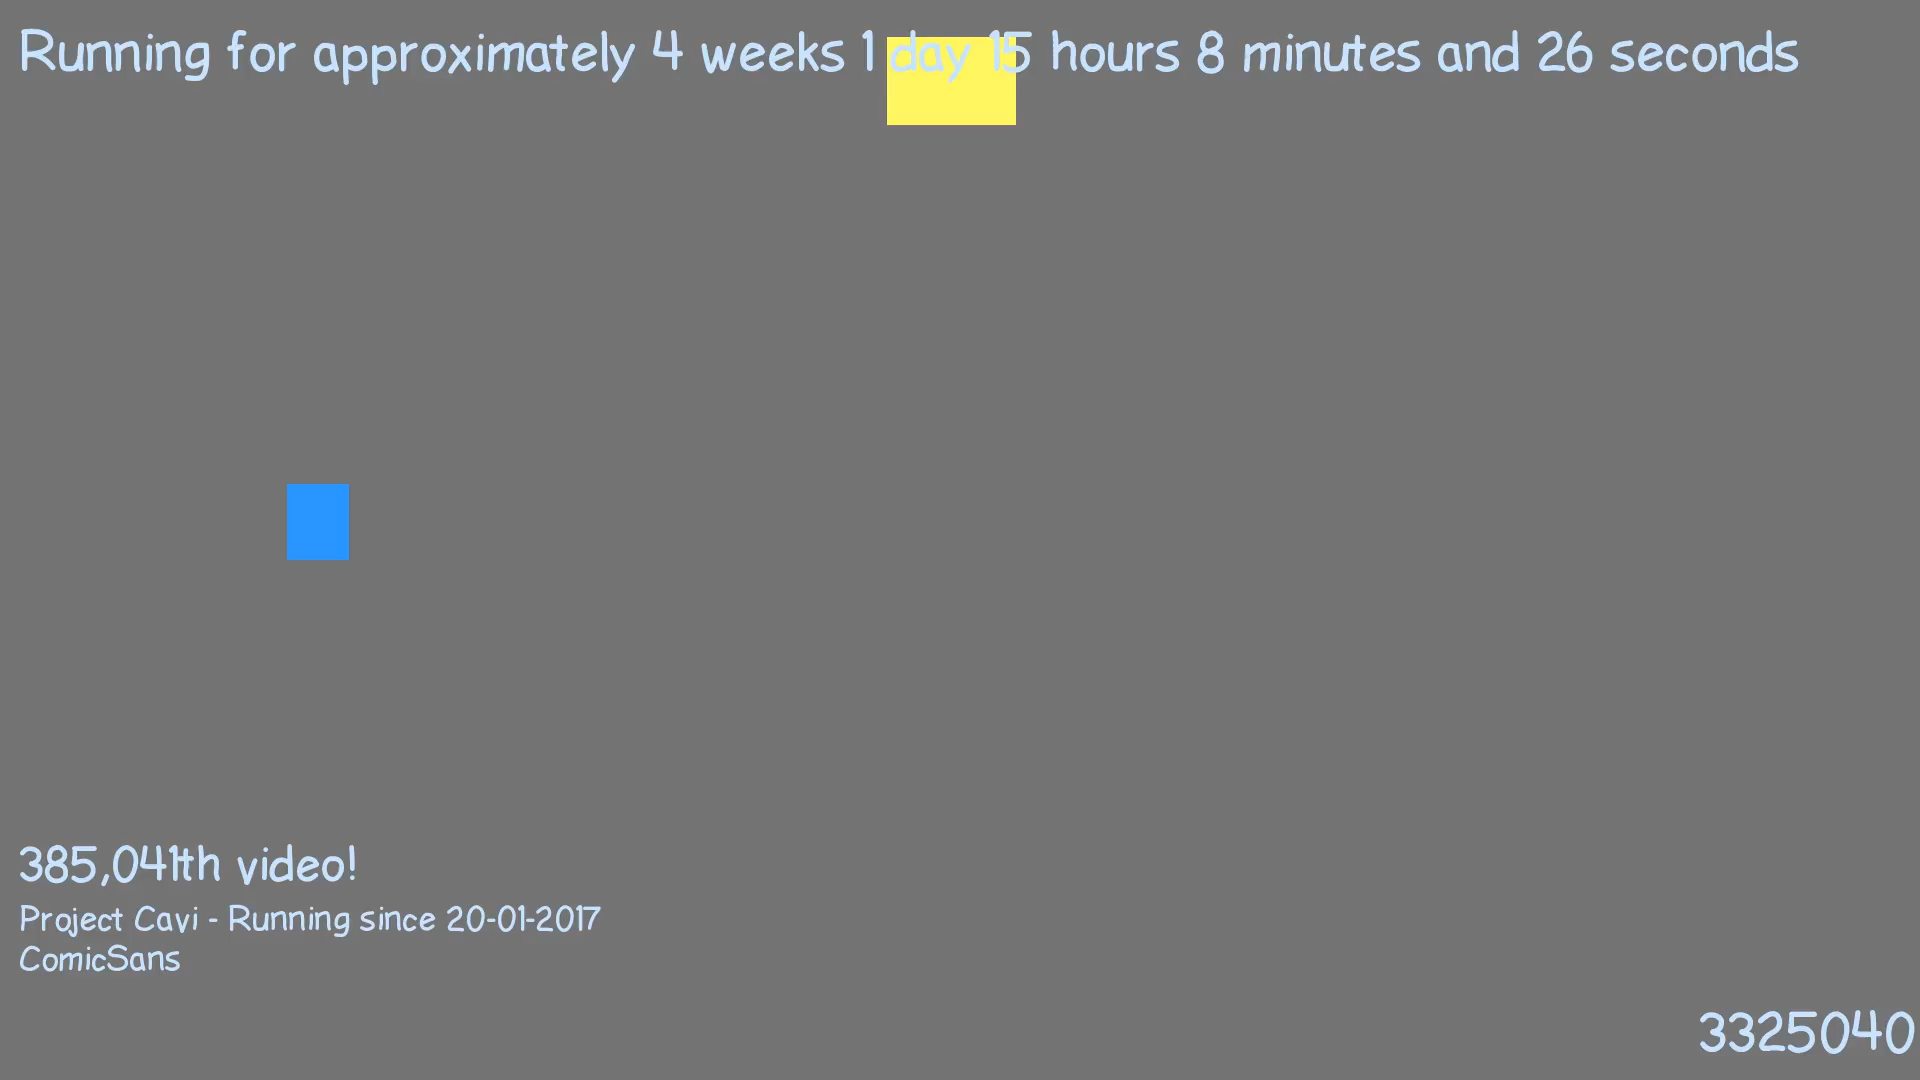 Running for approximately 4 weeks 1 day 15 hours 8 minutes and 26 seconds
385,041th video!
Project Cavi - Running since 20-01-2017
ComicSans
3325040